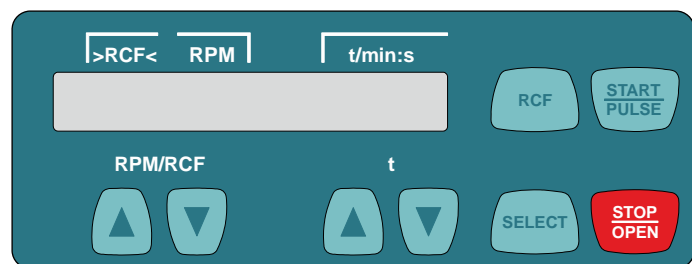 >RCF< RPM t/min:s
RCF
START
PULSE
RPM/RCF t
SELECT
STOP
OPEN